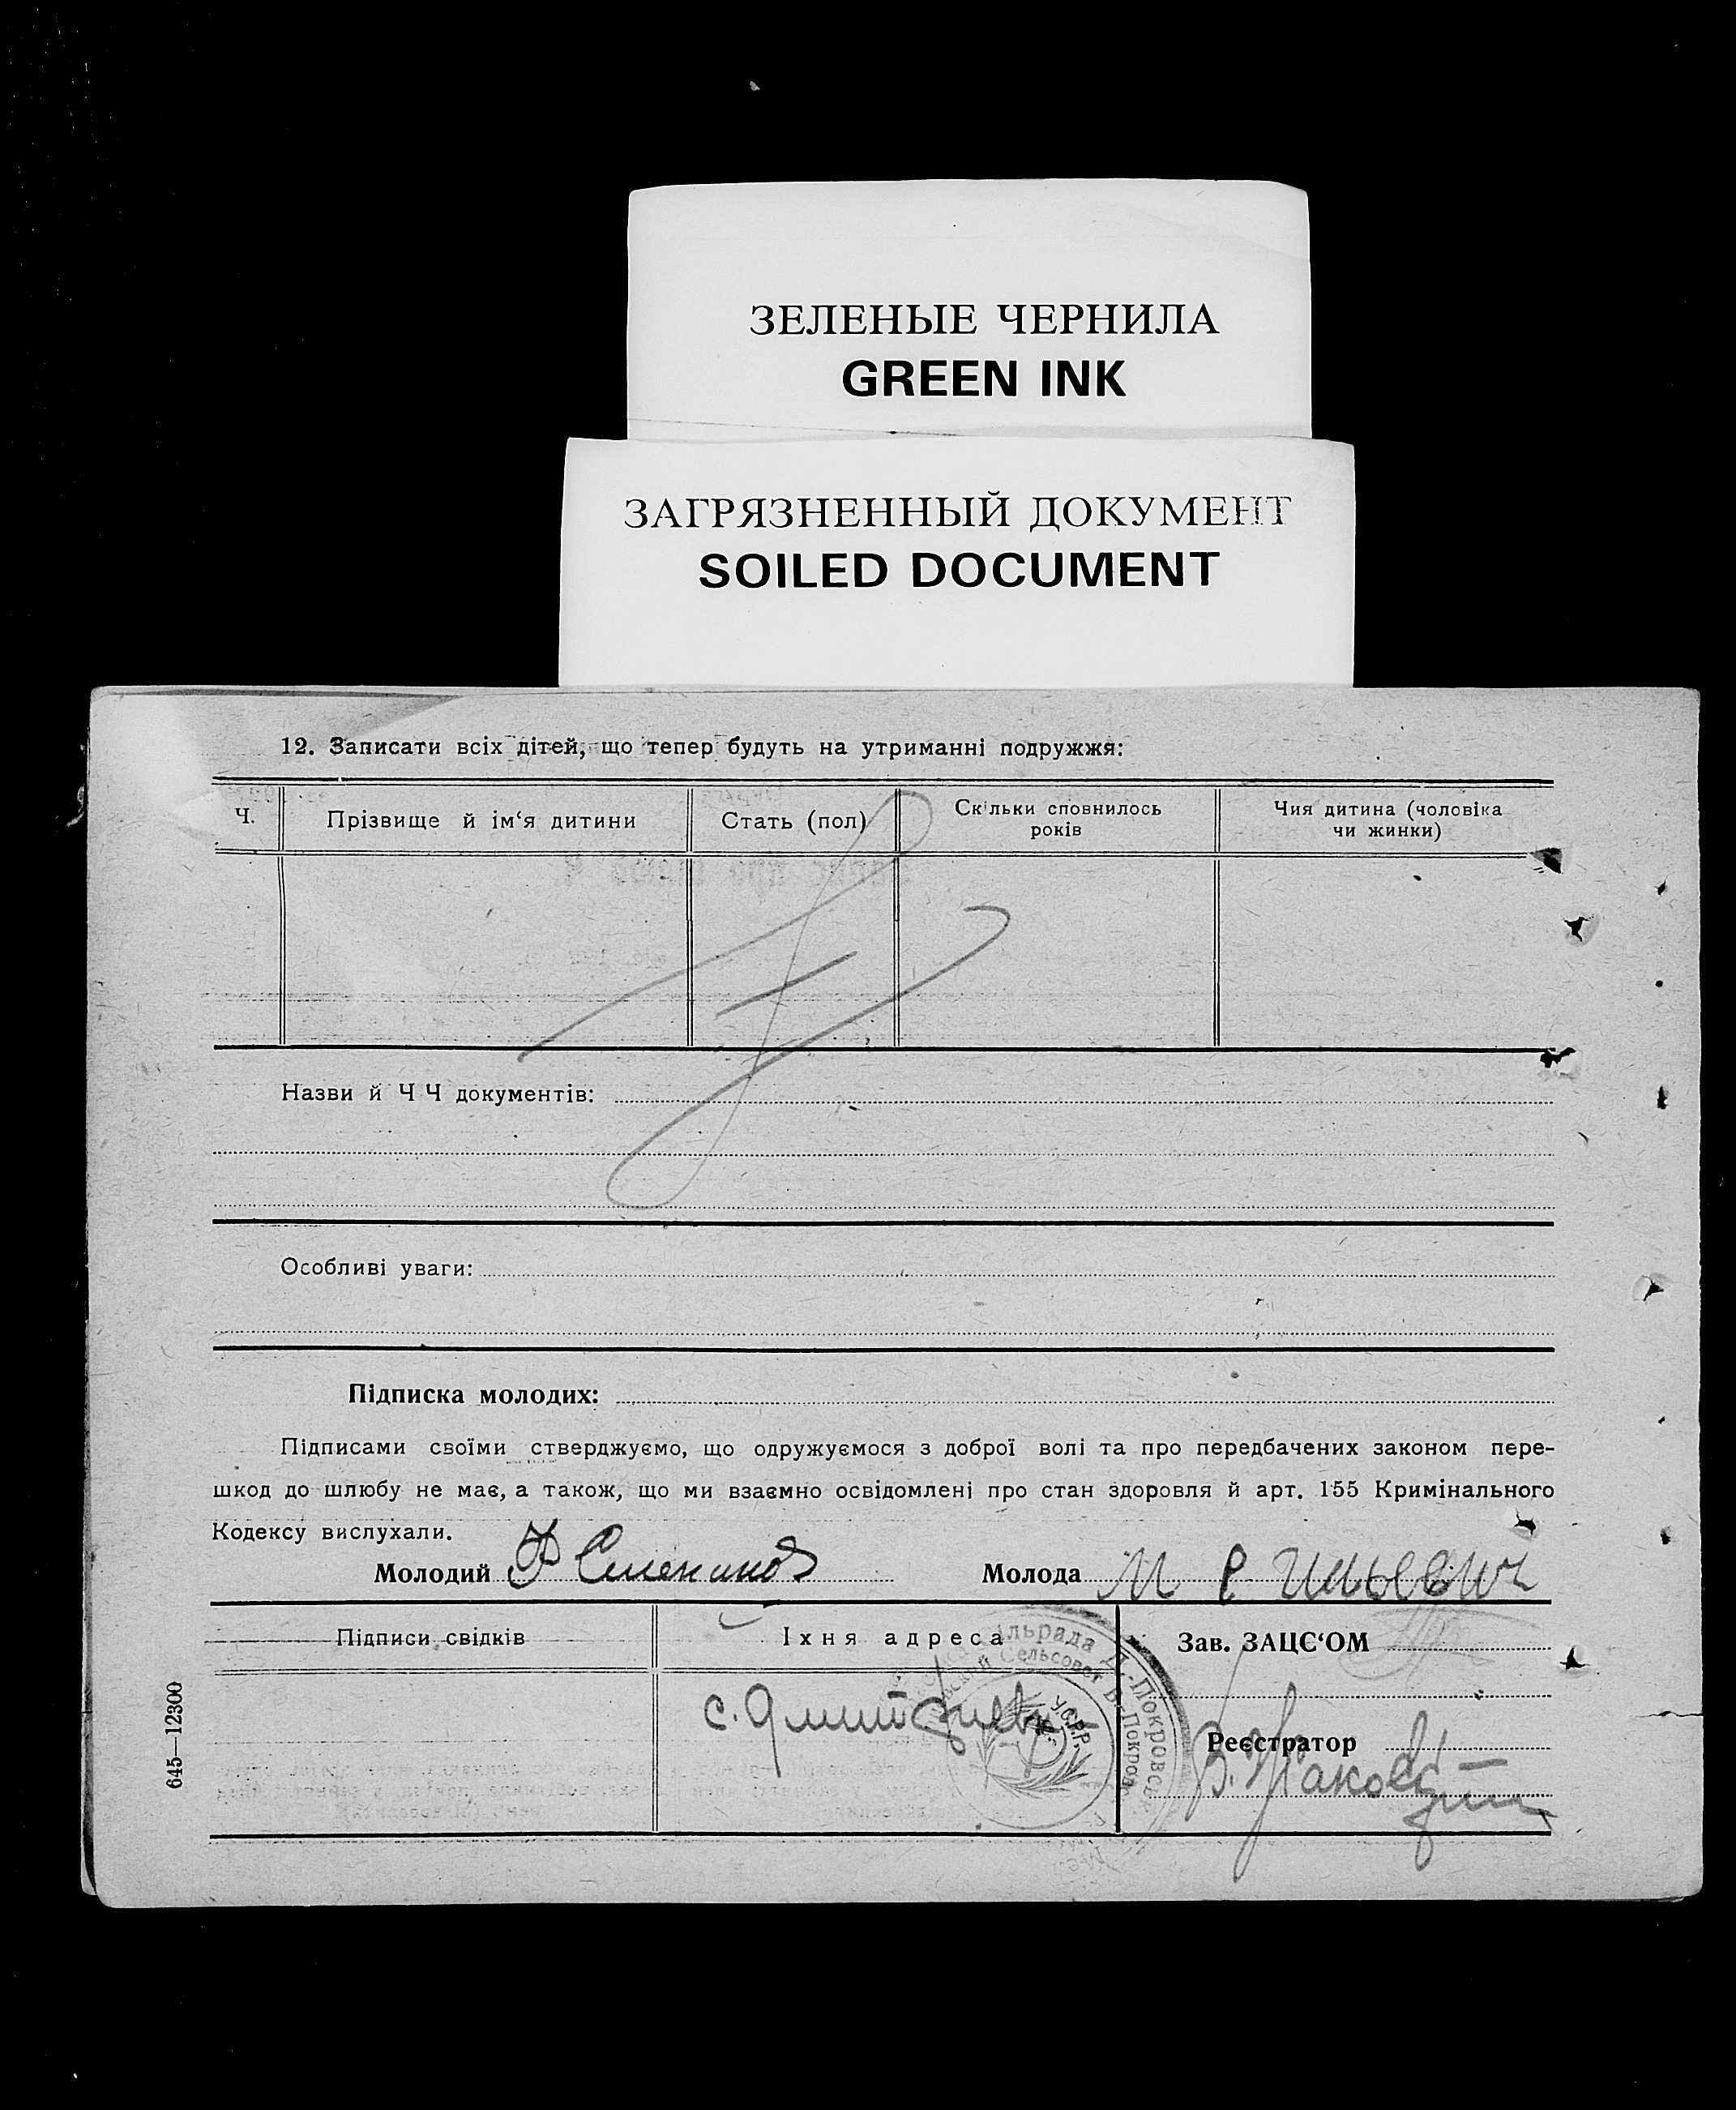 ЗЕЛЕНЫЕ ЧЕРНИЛА
GREEN INK
ЗАГРЯЗНЕННЫЙ ДОКУМЕНТ
SOILED DOCUMENT
12. Записати всіх дітей, що тепер будуть на утриманні подружжя:
Ч.
Прізвище й ім‘я дитини
Стать (пол)
Скільки сповнилось
років
Чия дитина (чоловіка
чи жинки)
Назви й Ч Ч документів:
Особливі уваги:
Підписка молодих:
Підписами своїми стверджуємо, що одружуємося з доброї волі та про передбачених законом пере-
шкод до шлюбу не має, а також, що ми взаємно освідомлені про стан здоровля й арт. 155 Кримінального
Кодексу вислухали.
Молодий
Молода М
Підписи свідків
Їхня адреса
Зав. ЗАЦС‘ОМ
с.
Реєстратор
В.
УСРР
Сельсовет
645—12300